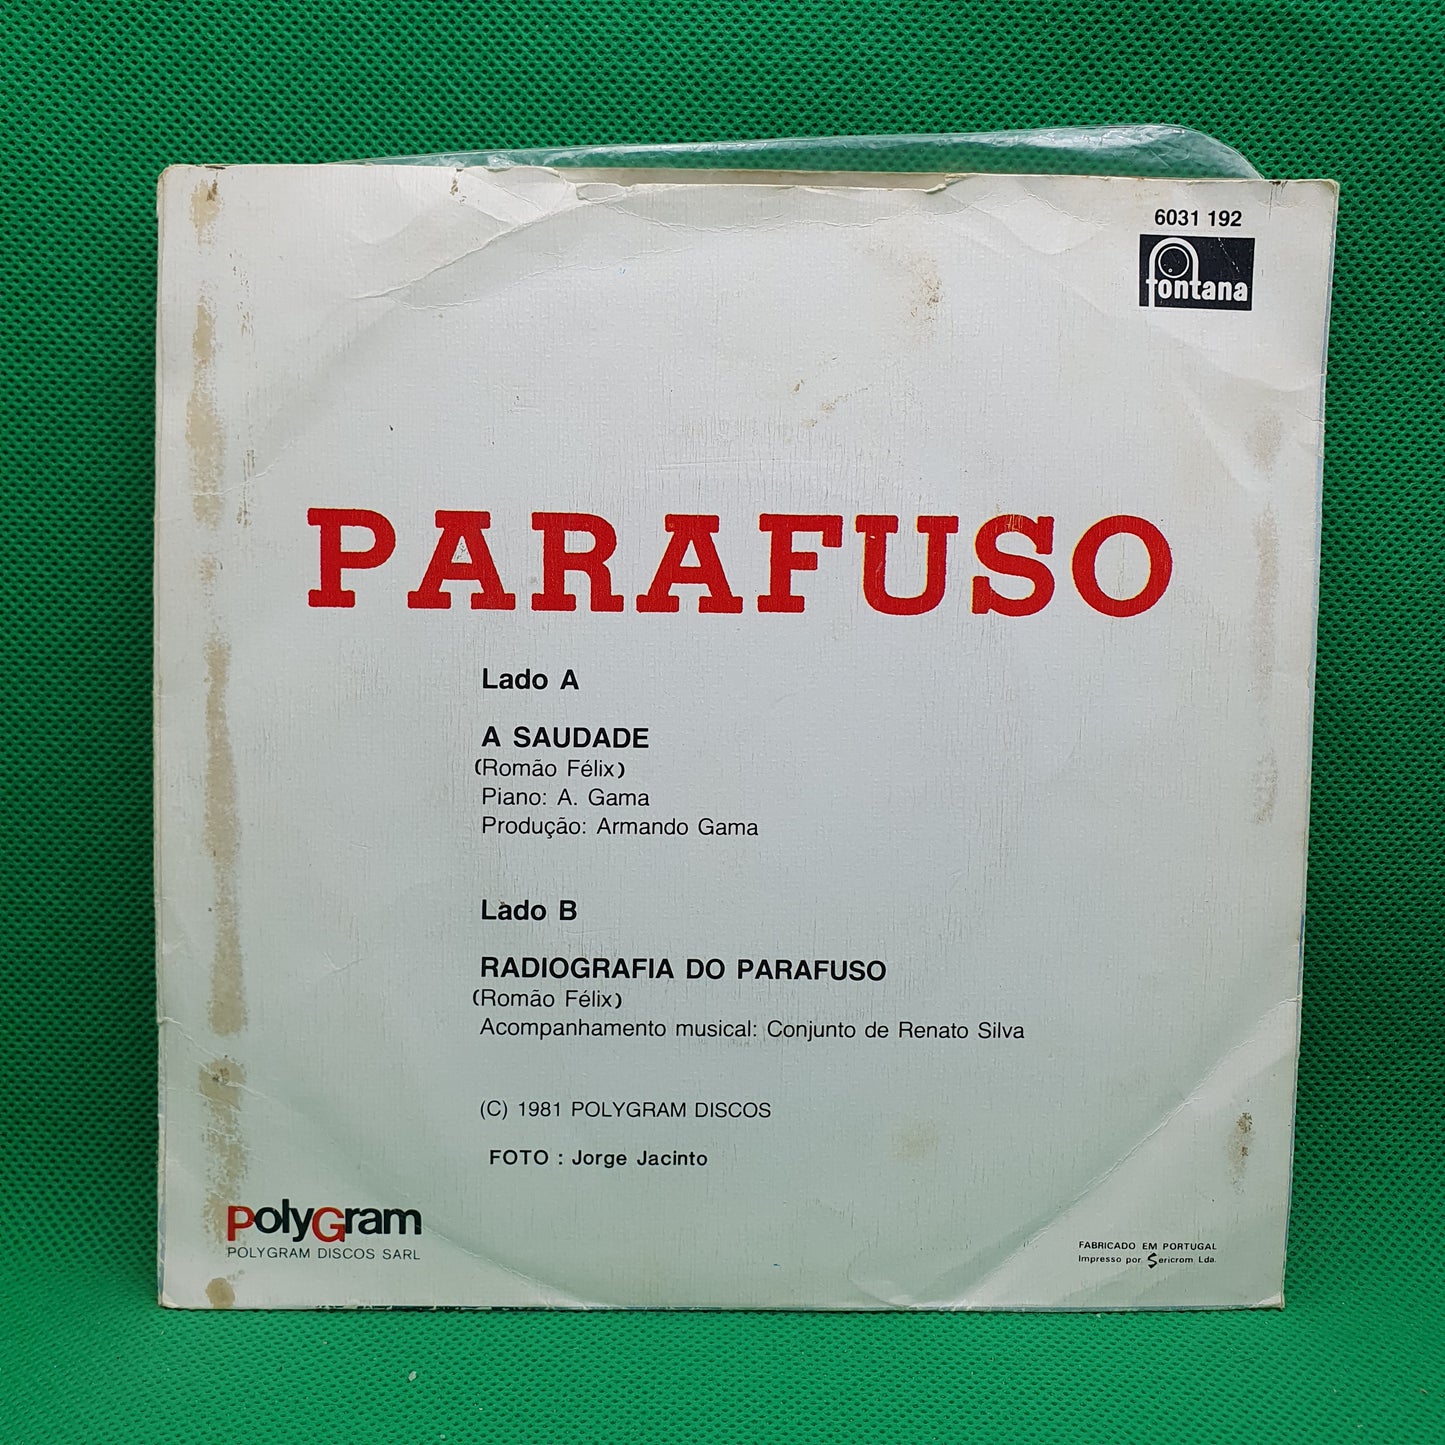 6031 192
fontana
PARAFUSO
Lado A
A SAUDADE
(Romão Félix)
Piano: A. Gama
Produção: Armando Gama
Lado B
RADIOGRAFIA DO PARAFUSO
(Romão Félix)
Acompanhamento musical: Conjunto de Renato Silva
(C) 1981 POLYGRAM DISCOS
FOTO : Jorge Jacinto
PolyGram
POLYGRAM DISCOS SARL
FABRICADO EM PORTUGAL
Impresso por Sericrom Lda.